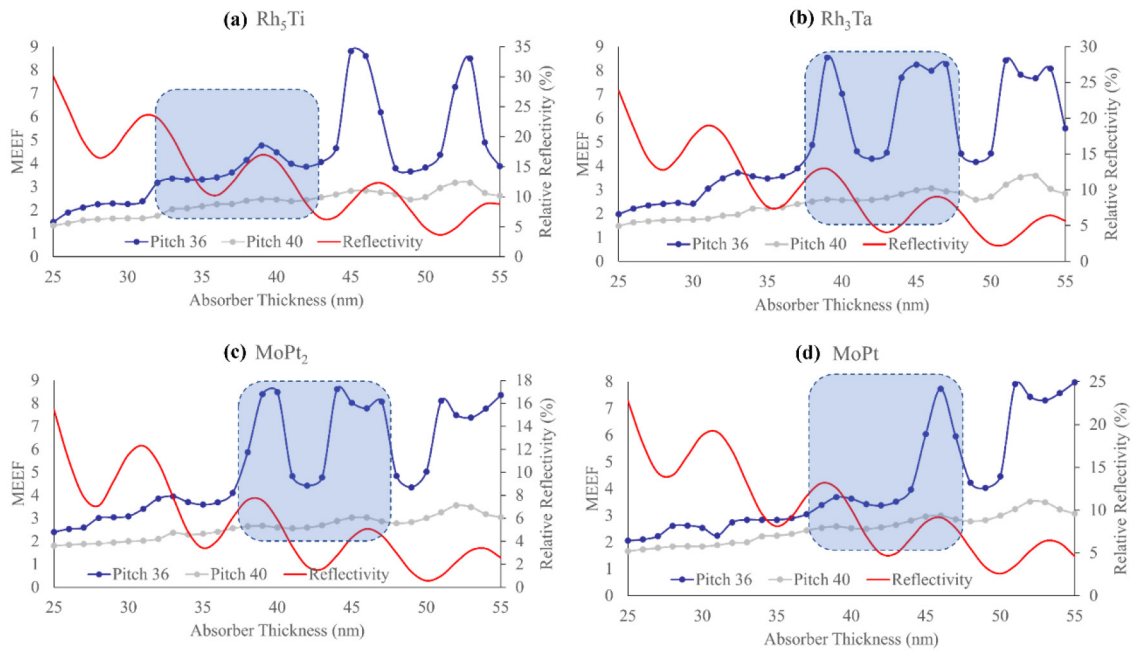 (a) Rh₅Ti
9
8
7
6
5
4
3
2
1
0
MEEF
35
30
25
20
15
10
5
0
Relative Reflectivity (%)
Pitch 36 Pitch 40 Reflectivity
25 30 35 40 45 50 55
Absorber Thickness (nm)
(b) Rh₃Ta
9
8
7
6
5
4
3
2
1
0
MEEF
30
25
20
15
10
5
0
Relative Reflectivity (%)
Pitch 36 Pitch 40 Reflectivity
25 30 35 40 45 50 55
Absorber Thickness (nm)
(c) MoPt₂
9
8
7
6
5
4
3
2
1
0
MEEF
18
16
14
12
10
8
6
4
2
0
Relative Reflectivity (%)
Pitch 36 Pitch 40 Reflectivity
25 30 35 40 45 50 55
Absorber Thickness (nm)
(d) MoPt
8
7
6
5
4
3
2
1
0
MEEF
25
20
15
10
5
0
Relative Reflectivity (%)
Pitch 36 Pitch 40 Reflectivity
25 30 35 40 45 50 55
Absorber Thickness (nm)